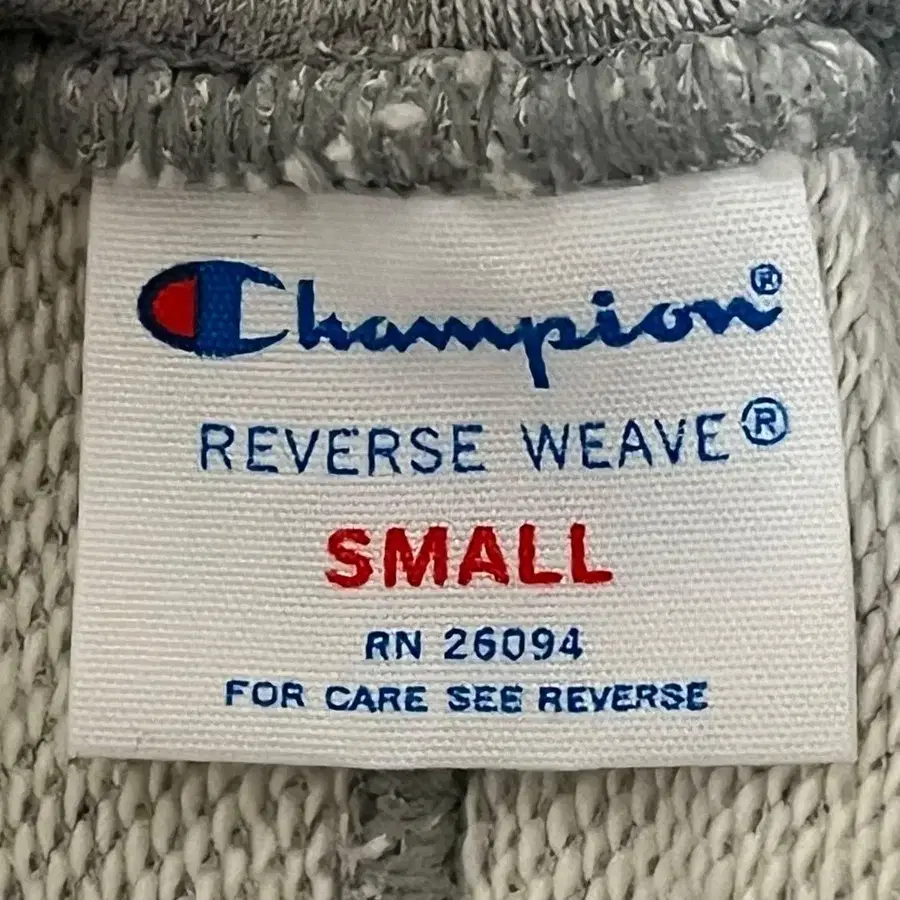 Champion®
REVERSE WEAVE®
SMALL
RN 26094
FOR CARE SEE REVERSE